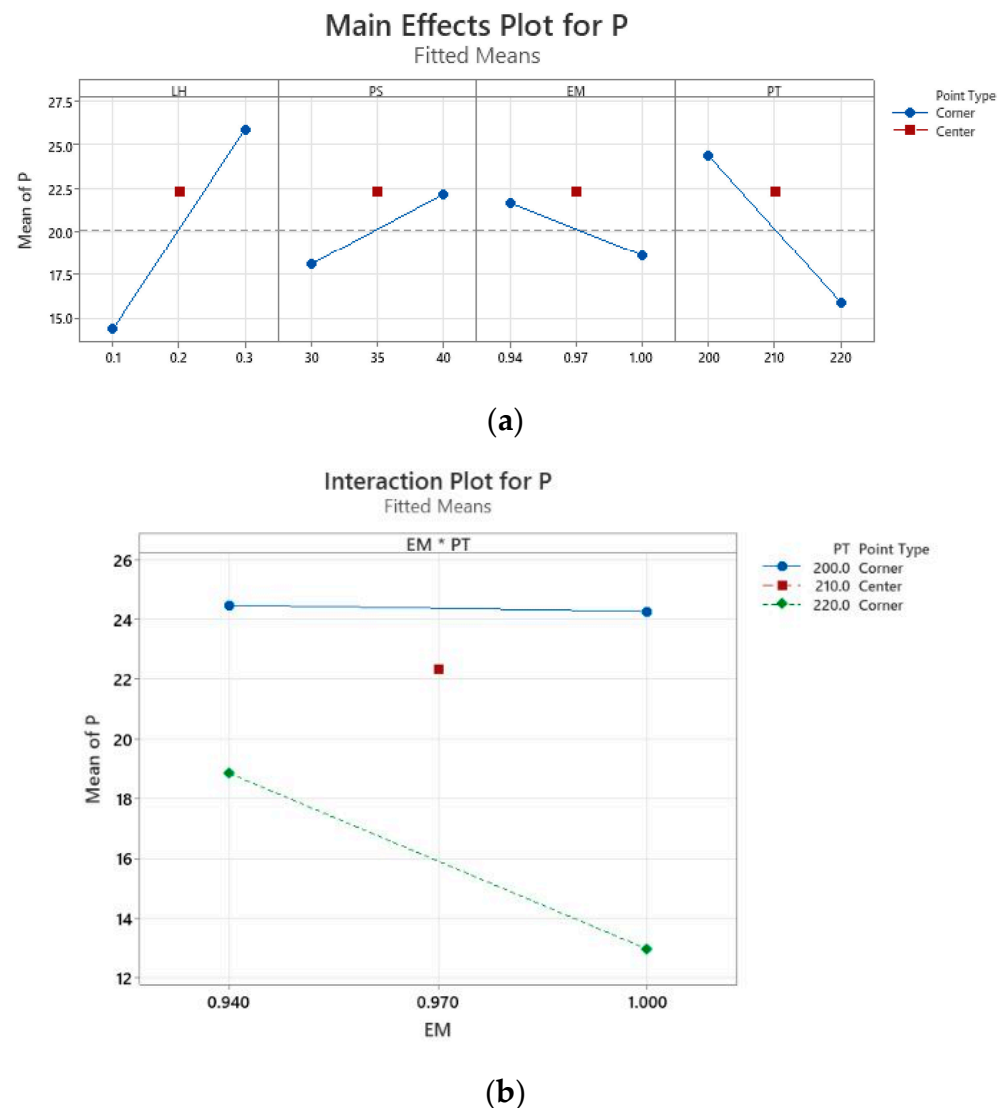 Main Effects Plot for P
Fitted Means
LH PS EM PT
Point Type
Corner
Center
Mean of P
27.5
25.0
22.5
20.0
17.5
15.0
0.1 0.2 0.3 30 35 40 0.94 0.97 1.00 200 210 220
(a)
Interaction Plot for P
Fitted Means
EM * PT
PT Point Type
200.0 Corner
210.0 Center
220.0 Corner
Mean of P
26
24
22
20
18
16
14
12
0.940 0.970 1.000
EM
(b)